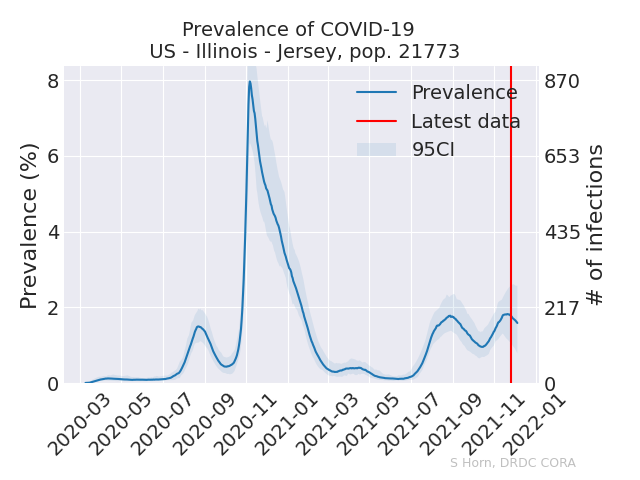 Prevalence of COVID-19
US - Illinois - Jersey, pop. 21773
Prevalence (%)
8
6
4
2
0
Prevalence
Latest data
95CI
870
653
435
217
0
# of infections
2020-03
2020-05
2020-07
2020-09
2020-11
2021-01
2021-03
2021-05
2021-07
2021-09
2021-11
2022-01
S Horn, DRDC CORA